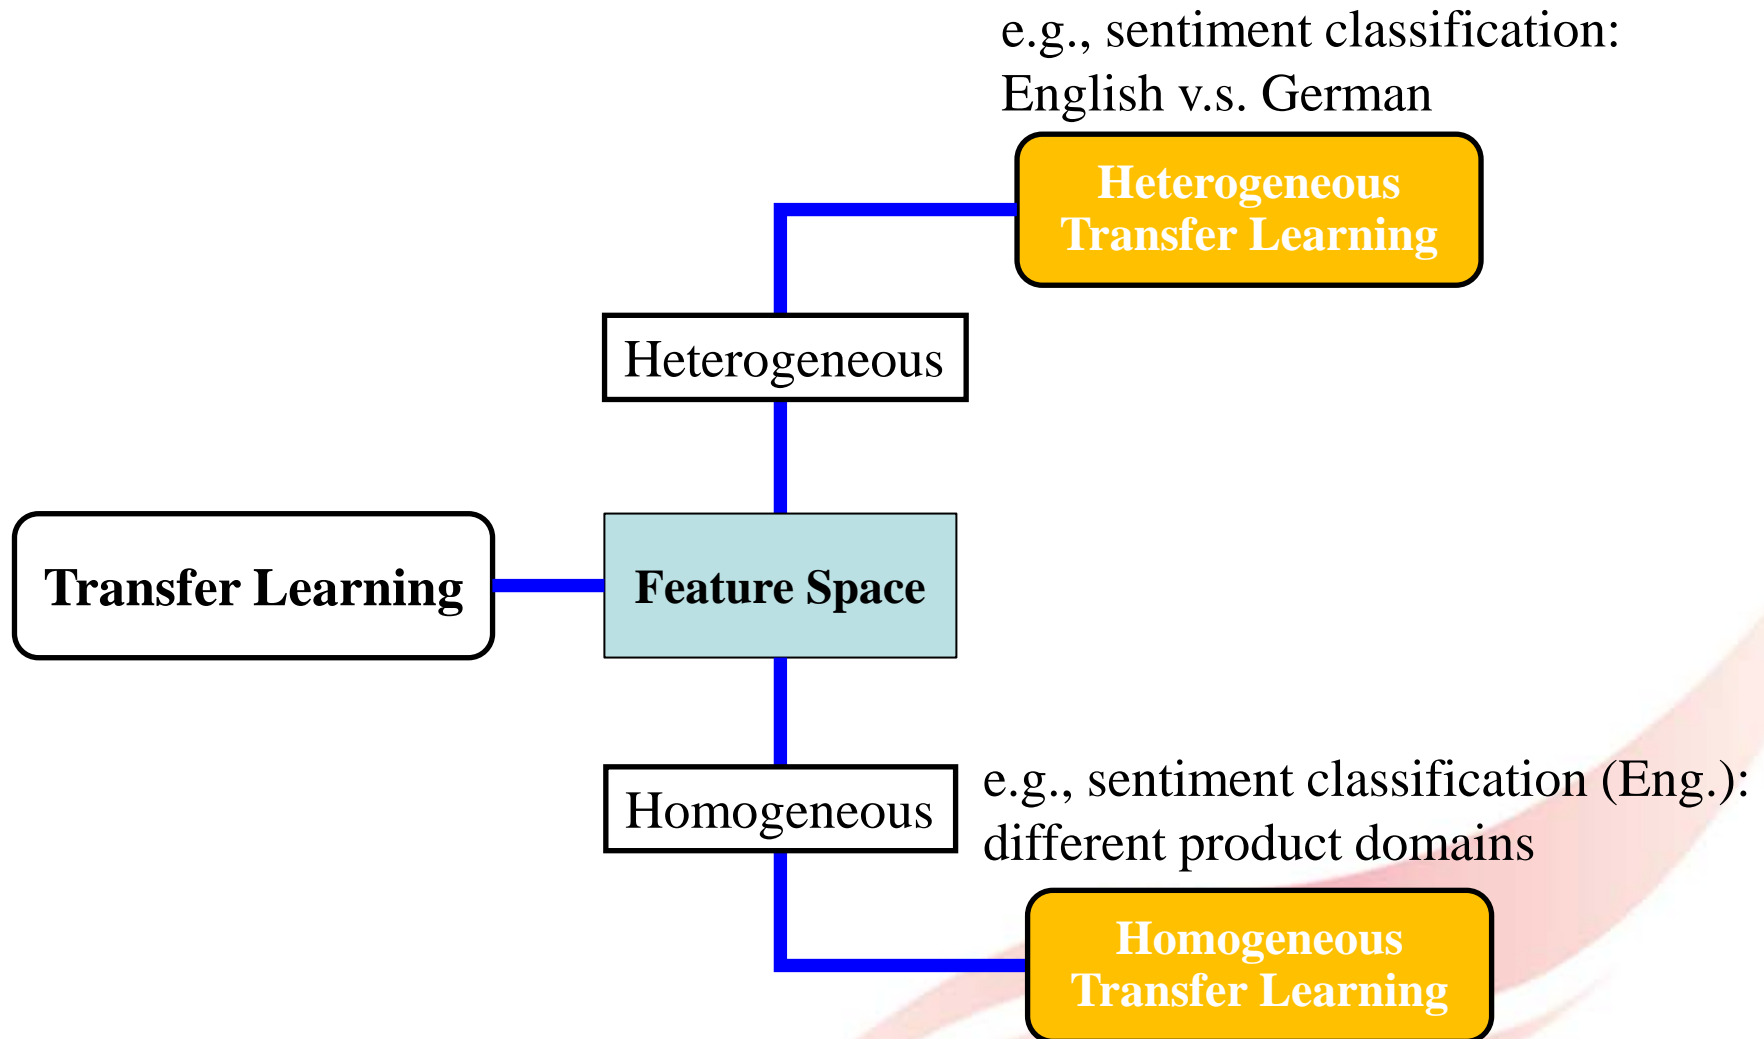 e.g., sentiment classification:
English v.s. German
Heterogeneous
Transfer Learning
Heterogeneous
Transfer Learning
Feature Space
Homogeneous
e.g., sentiment classification (Eng.):
different product domains
Homogeneous
Transfer Learning